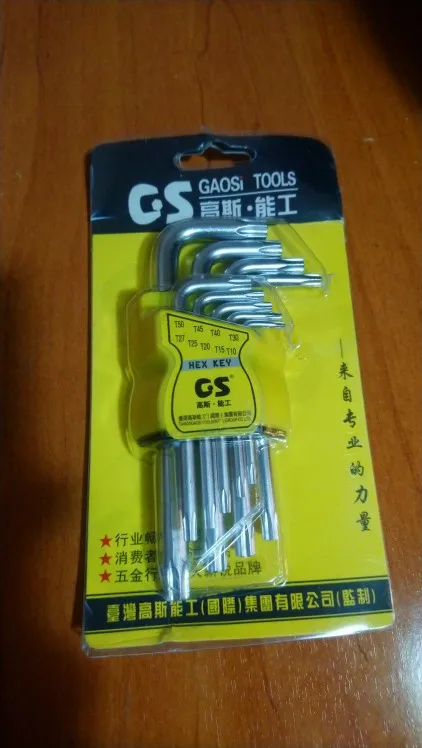 GS
GAOSi TOOLS
高斯·能工
T50 T45 T40 T30
T27 T25 T20 T15 T10
HEX KEY
GS®
高斯·能工
来自专业的力量
★行业
★消费者
★五金行 品牌
臺灣高斯能工(國際)集團有限公司(監制)